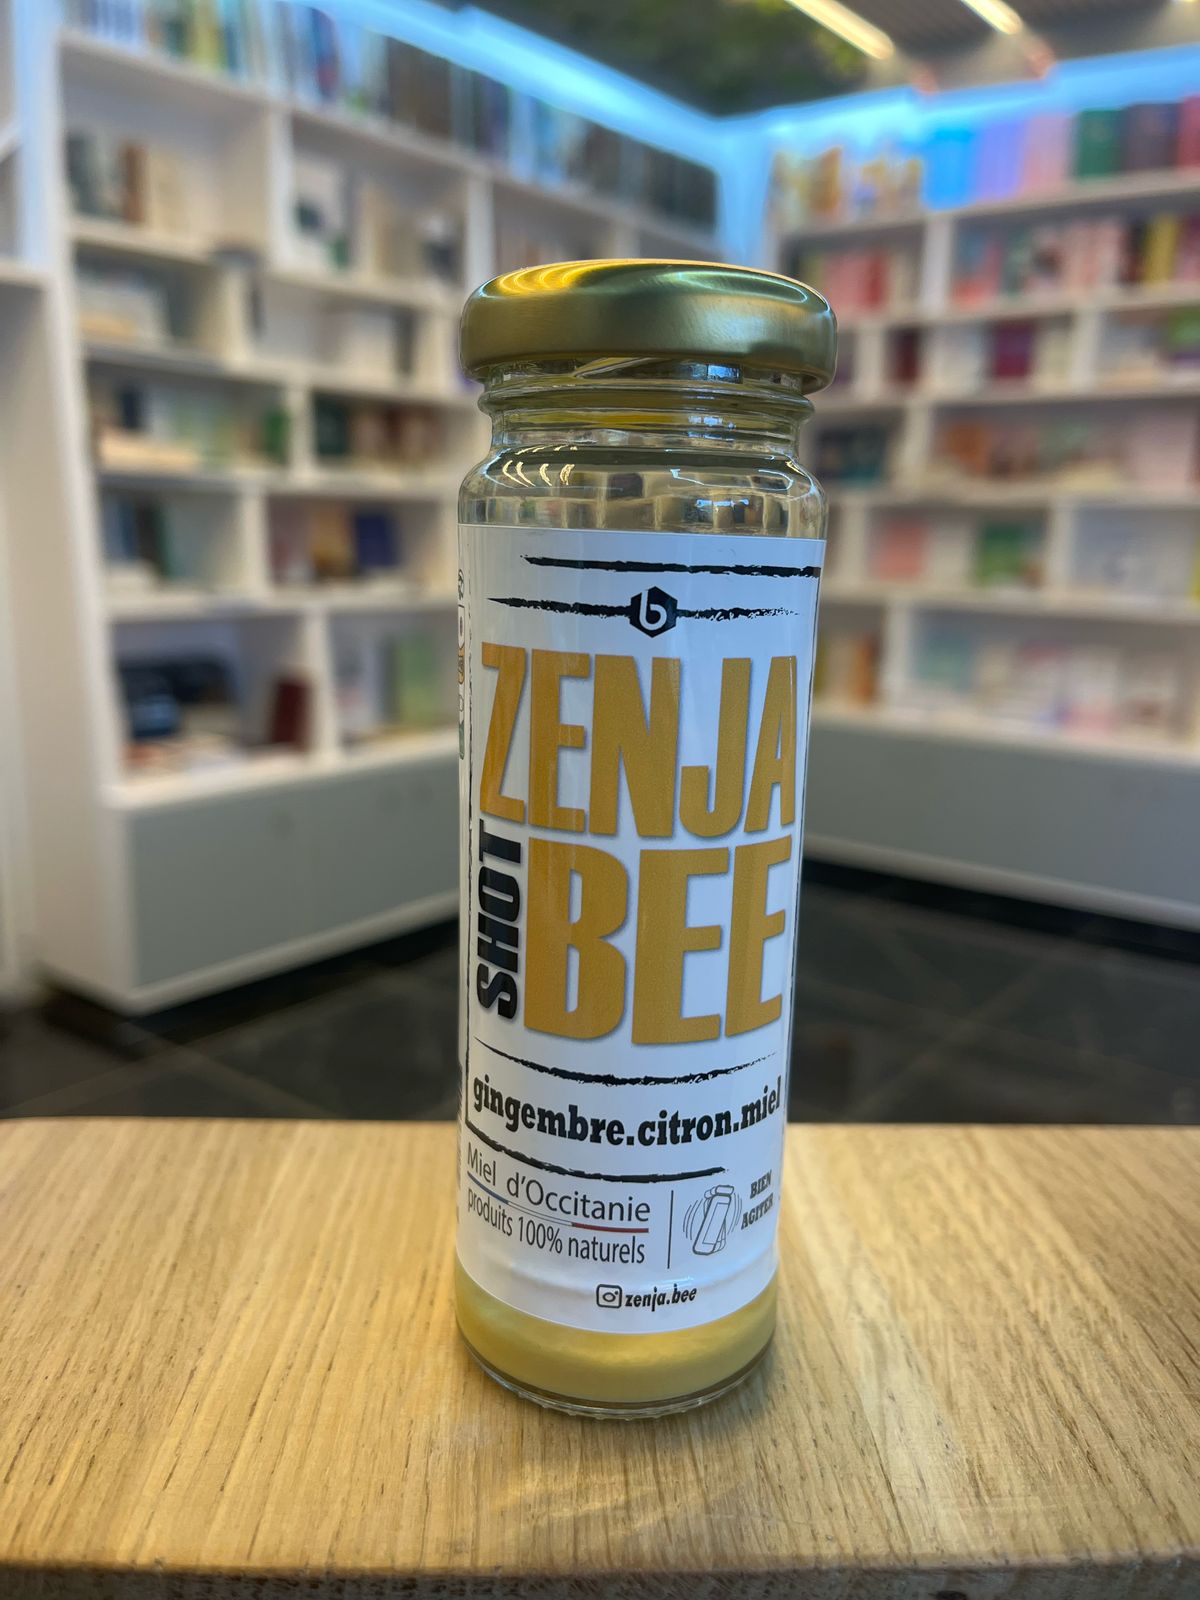 b
ZENJA
SHOT
BEE
gingembre.citron.miel
Miel d'Occitanie
produits 100% naturels
BIEN
AGITER
zenja.bee